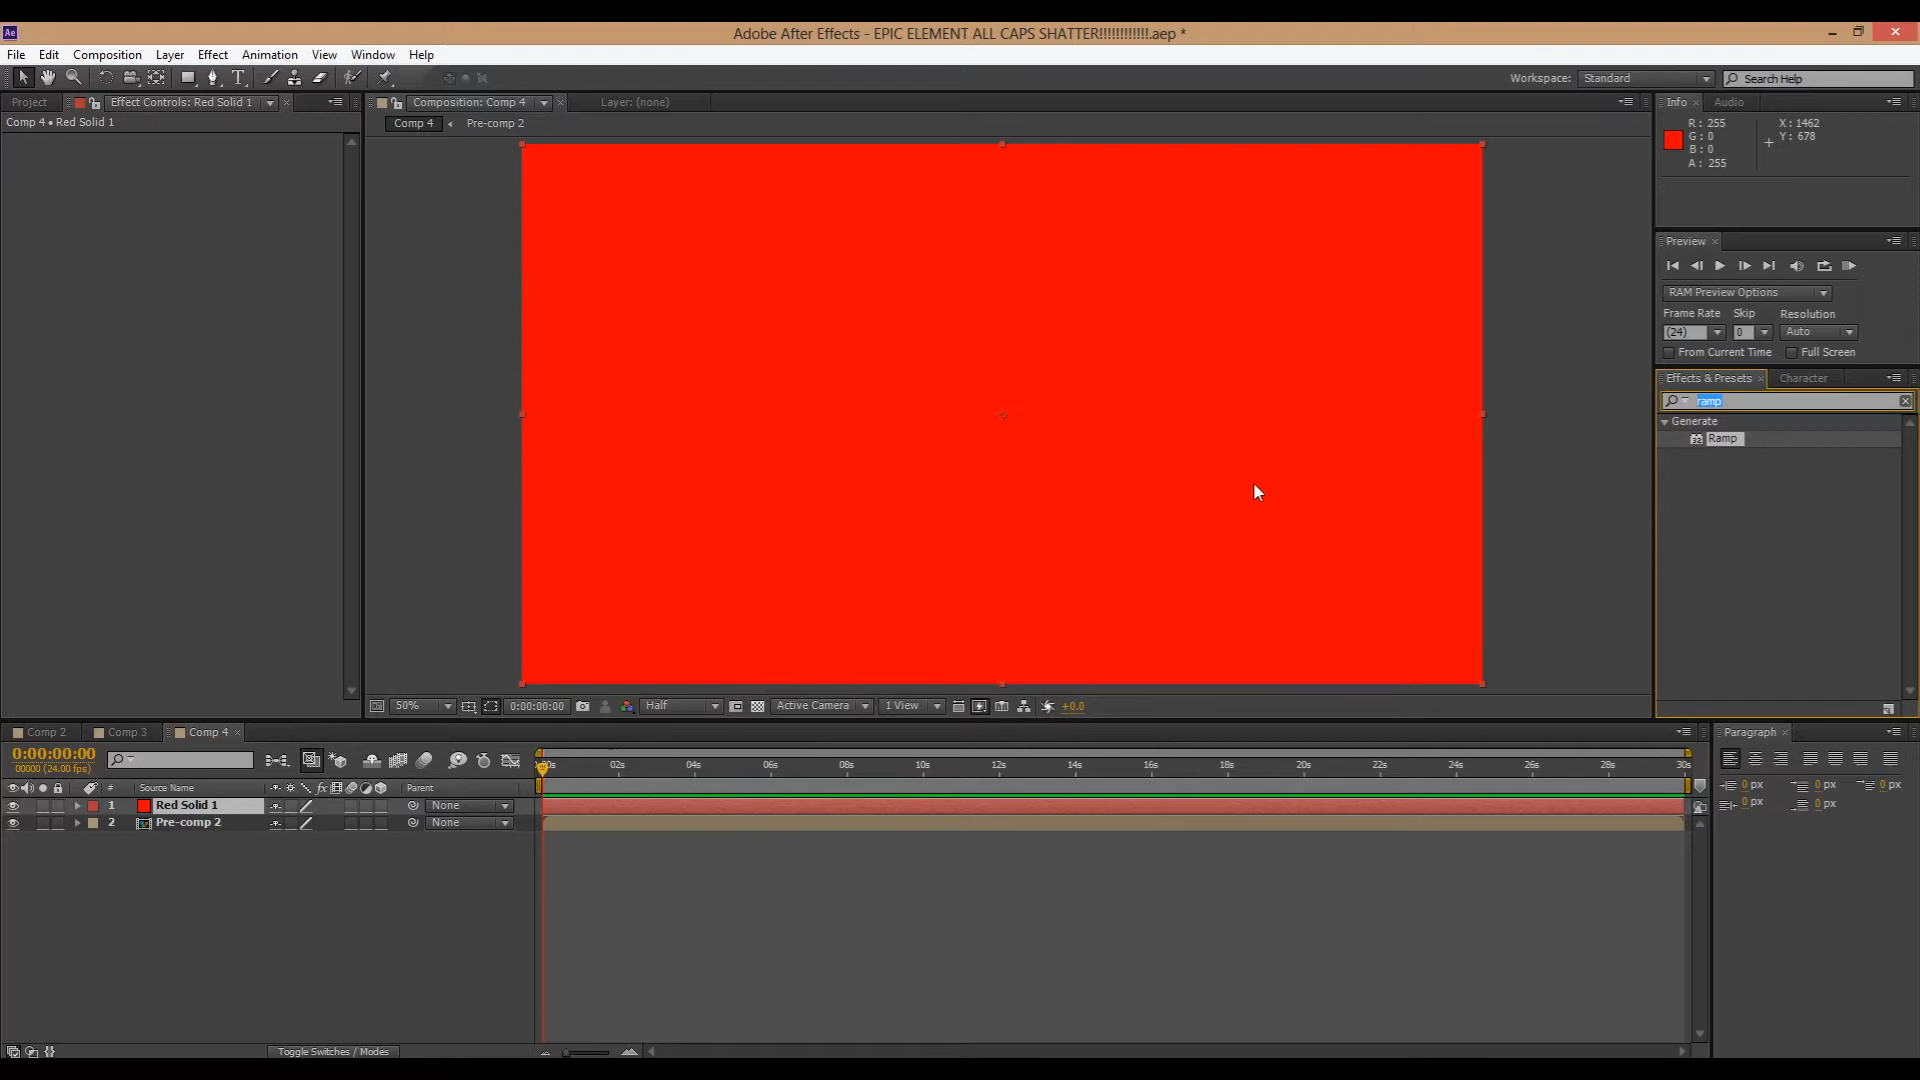 Ae Adobe After Effects - EPIC ELEMENT ALL CAPS SHATTER!!!!!!!!!!!!.aep *
File Edit Composition Layer Effect Animation View Window Help
Workspace: Standard Search Help
Project Effect Controls: Red Solid 1 Composition: Comp 4 Layer: (none) Info Audio
Comp 4 • Red Solid 1 Comp 4 Pre-comp 2
R: 255 X: 1462
G: 0 Y: 678
B: 0
A: 255
Preview
RAM Preview Options
Frame Rate Skip Resolution
(24) 0 Auto
From Current Time Full Screen
Effects & Presets Character
ramp
Generate
32 Ramp
50% 0:00:00:00 Half Active Camera 1 View +0.0
Comp 2 Comp 3 Comp 4 Paragraph
0:00:00:00
00000 (24.00 fps)
02s 04s 06s 08s 10s 12s 14s 16s 18s 20s 22s 24s 26s 28s 30s
# Source Name fx Parent
0 px 0 px 0 px
0 px 0 px
1 Red Solid 1 None
2 Pre-comp 2 None
Toggle Switches / Modes